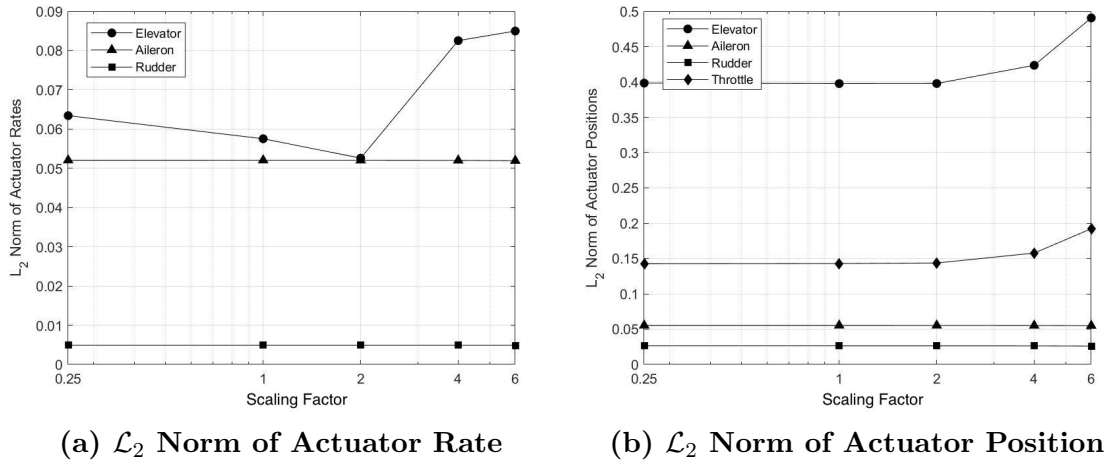 0.09
0.08
0.07
0.06
0.05
0.04
0.03
0.02
0.01
0
L2 Norm of Actuator Rates
Elevator
Aileron
Rudder
0.25
1
2
4
6
Scaling Factor
(a) ℒ2 Norm of Actuator Rate
0.5
0.45
0.4
0.35
0.3
0.25
0.2
0.15
0.1
0.05
0
L2 Norm of Actuator Positions
Elevator
Aileron
Rudder
Throttle
0.25
1
2
4
6
Scaling Factor
(b) ℒ2 Norm of Actuator Position